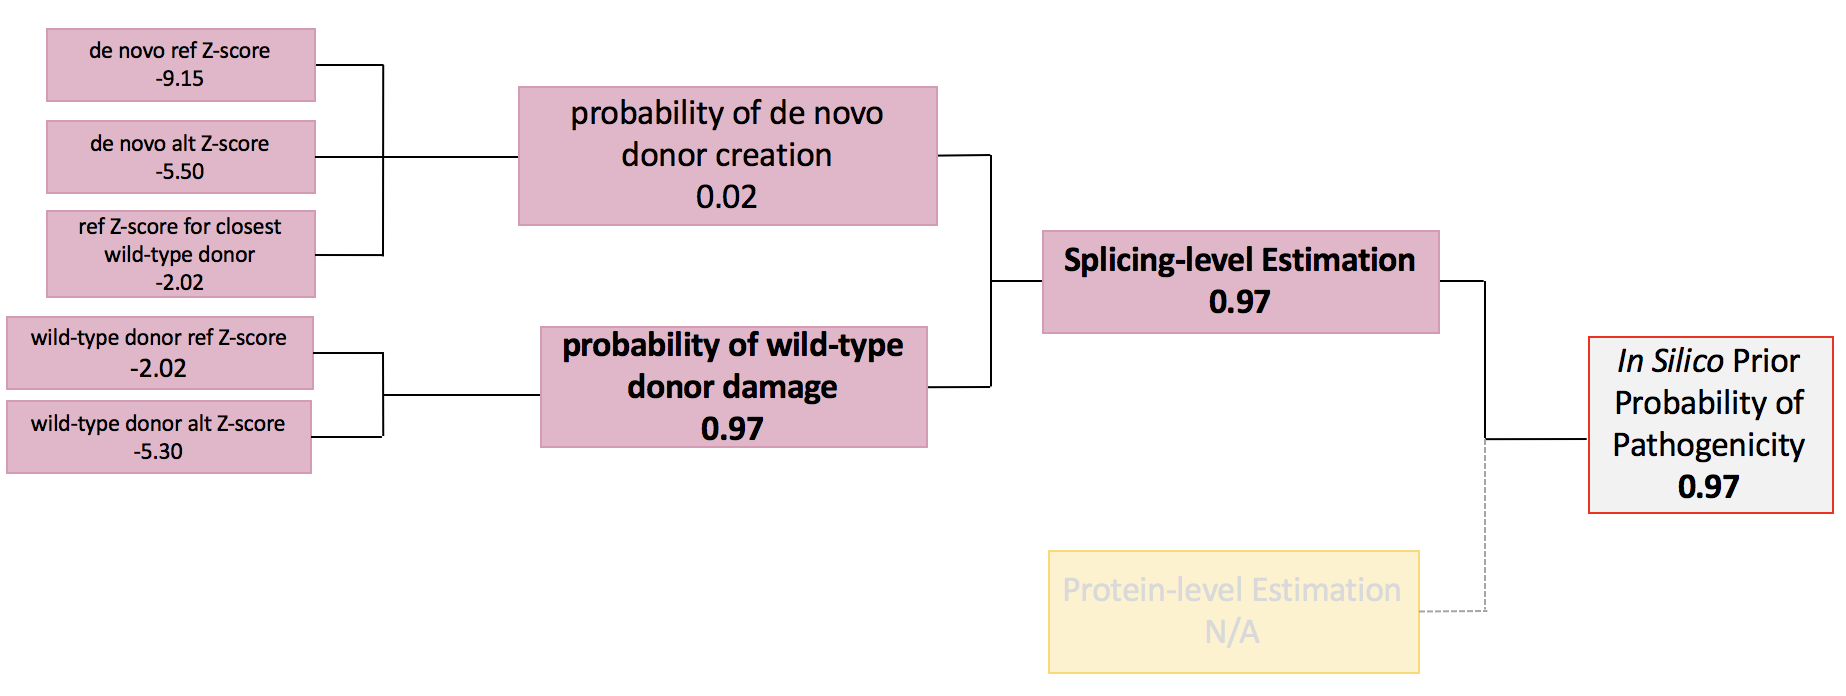 de novo ref Z-score
-9.15
de novo alt Z-score
-5.50
ref Z-score for closest
wild-type donor
-2.02
wild-type donor ref Z-score
-2.02
wild-type donor alt Z-score
-5.30
probability of de novo
donor creation
0.02
probability of wild-type
donor damage
0.97
Splicing-level Estimation
0.97
Protein-level Estimation
N/A
In Silico Prior
Probability of
Pathogenicity
0.97